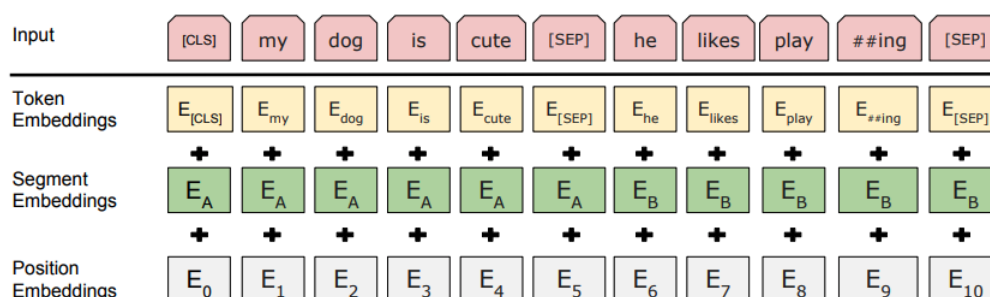 Input [CLS] my dog is cute [SEP] he likes play ##ing [SEP]
Token Embeddings E[CLS] Emy Edog Eis Ecute E[SEP] Ehe Elikes Eplay E##ing E[SEP]
+ + + + + + + + + + +
Segment Embeddings EA EA EA EA EA EA EB EB EB EB EB
+ + + + + + + + + + +
Position Embeddings E0 E1 E2 E3 E4 E5 E6 E7 E8 E9 E10